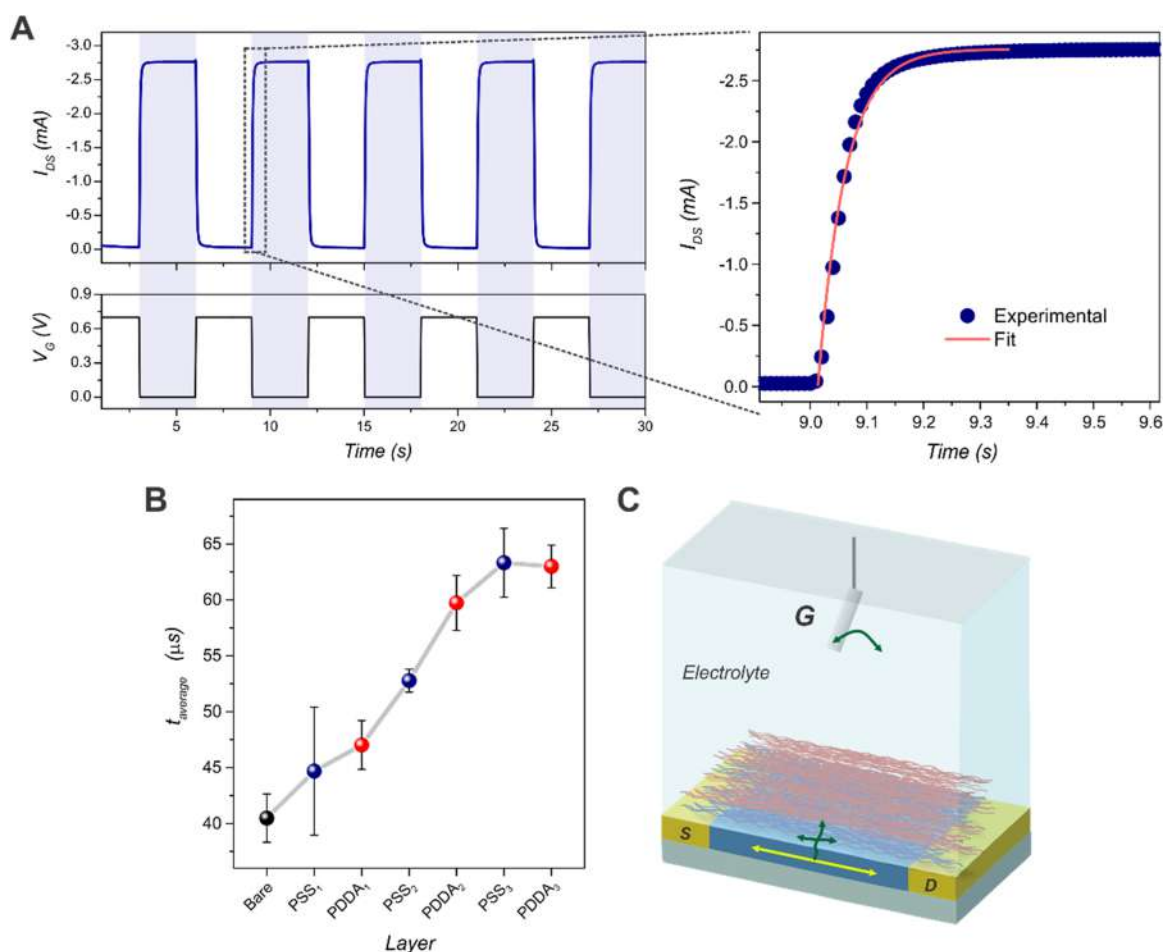 A
-3.0
-2.5
-2.0
-1.5
-1.0
-0.5
0.0
I_DS (mA)
0.9
0.6
0.3
0.0
V_G (V)
5 10 15 20 25 30
Time (s)
-2.5
-2.0
-1.5
-1.0
-0.5
0.0
I_DS (mA)
Experimental
Fit
9.0 9.1 9.2 9.3 9.4 9.5 9.6
Time (s)
B
65
60
55
50
45
40
t_average (μs)
Bare PSS₁ PDDA₁ PSS₂ PDDA₂ PSS₃ PDDA₃
Layer
C
G
Electrolyte
S
D